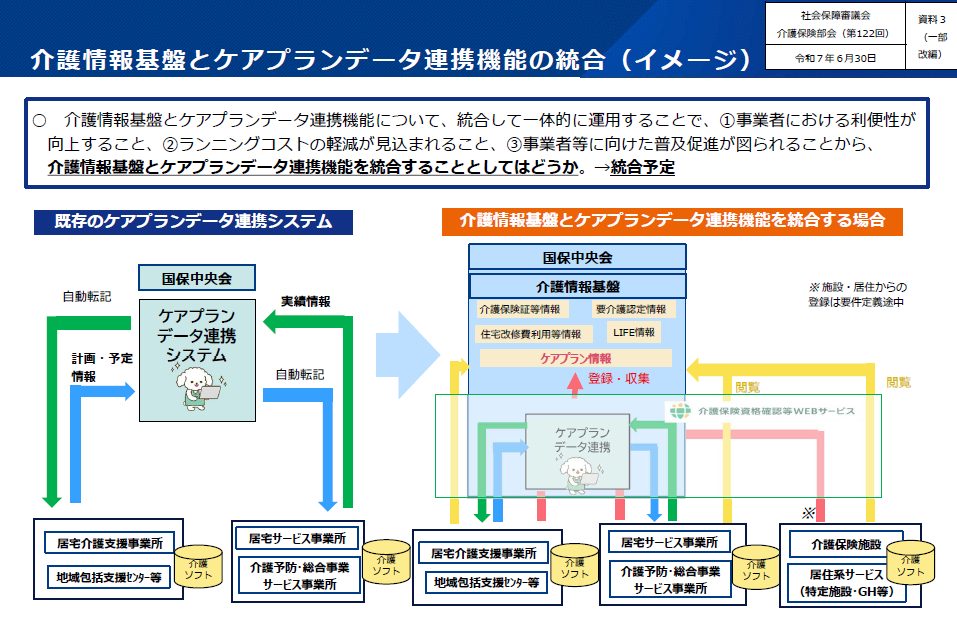 社会保障審議会
介護保険部会（第122回）
令和７年６月30日
資料３
（一部
改編）
介護情報基盤とケアプランデータ連携機能の統合（イメージ）
○　介護情報基盤とケアプランデータ連携機能について、統合して一体的に運用することで、①事業者における利便性が
向上すること、②ランニングコストの軽減が見込まれること、③事業者等に向けた普及促進が図られることから、
介護情報基盤とケアプランデータ連携機能を統合することとしてはどうか。→統合予定
既存のケアプランデータ連携システム
国保中央会
自動転記
ケアプラン
データ連携
システム
実績情報
計画・予定
情報
自動転記
居宅介護支援事業所
地域包括支援ｾﾝﾀｰ等
介護
ソフト
居宅サービス事業所
介護予防・総合事業
サービス事業所
介護
ソフト
介護情報基盤とケアプランデータ連携機能を統合する場合
国保中央会
介護情報基盤
介護保険証等情報
要介護認定情報
住宅改修費利用等情報
LIFE情報
ケアプラン情報
登録・収集
※施設・居住からの
登録は要件定義途中
閲覧
閲覧
介護保険資格確認等WEBサービス
ケアプラン
データ連携
※
居宅介護支援事業所
地域包括支援ｾﾝﾀｰ等
介護
ソフト
居宅サービス事業所
介護予防・総合事業
サービス事業所
介護
ソフト
介護保険施設
居住系サービス
（特定施設・GH等）
介護
ソフト